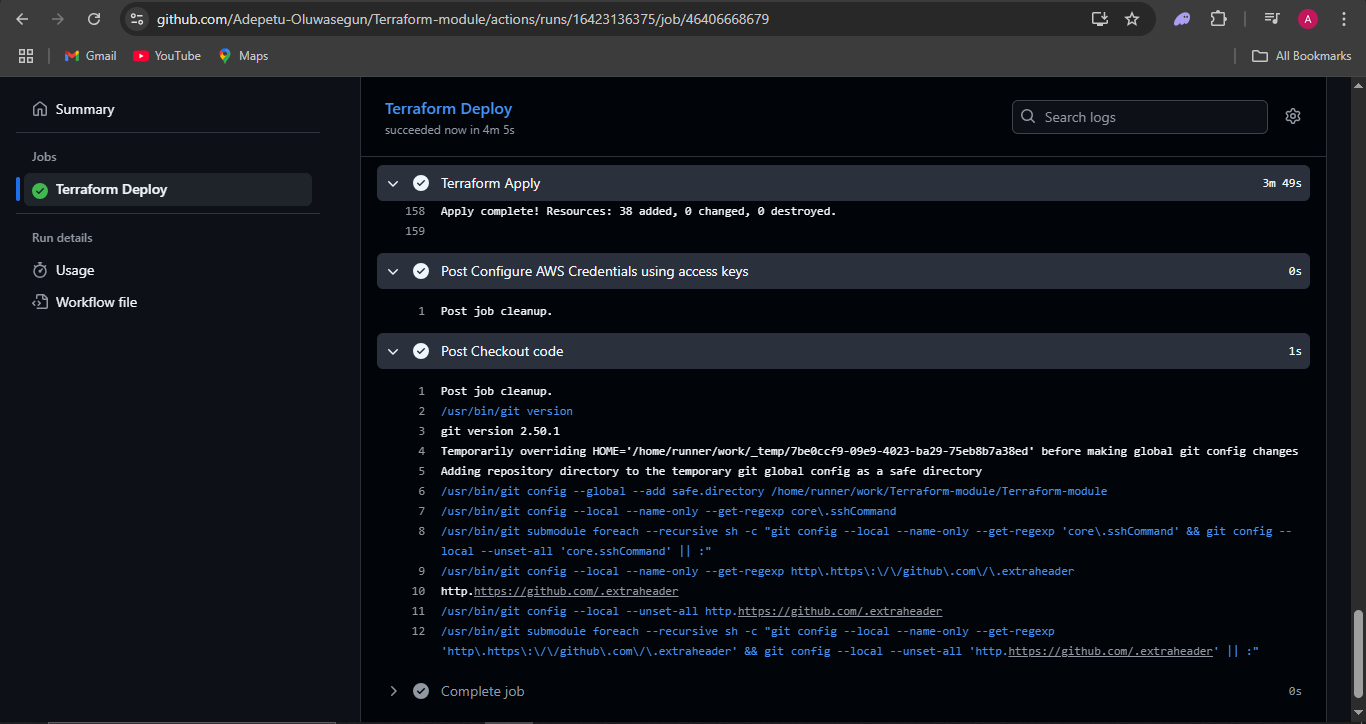 github.com/Adepetu-Oluwasegun/Terraform-module/actions/runs/16423136375/job/46406668679
A
Gmail
YouTube
Maps
All Bookmarks
Summary
Jobs
Terraform Deploy
Run details
Usage
Workflow file
Terraform Deploy
succeeded now in 4m 5s
Search logs
Terraform Apply 3m 49s
158 Apply complete! Resources: 38 added, 0 changed, 0 destroyed.
159
Post Configure AWS Credentials using access keys 0s
1 Post job cleanup.
Post Checkout code 1s
1 Post job cleanup.
2 /usr/bin/git version
3 git version 2.50.1
4 Temporarily overriding HOME='/home/runner/work/_temp/7be0ccf9-09e9-4023-ba29-75eb8b7a38ed' before making global git config changes
5 Adding repository directory to the temporary git global config as a safe directory
6 /usr/bin/git config --global --add safe.directory /home/runner/work/Terraform-module/Terraform-module
7 /usr/bin/git config --local --name-only --get-regexp core\.sshCommand
8 /usr/bin/git submodule foreach --recursive sh -c "git config --local --name-only --get-regexp 'core\.sshCommand' && git config --
local --unset-all 'core.sshCommand' || :"
9 /usr/bin/git config --local --name-only --get-regexp http\.https\:\/\/github\.com\/\.extraheader
10 http.https://github.com/.extraheader
11 /usr/bin/git config --local --unset-all http.https://github.com/.extraheader
12 /usr/bin/git submodule foreach --recursive sh -c "git config --local --name-only --get-regexp
'http\.https\:\/\/github\.com\/\.extraheader' && git config --local --unset-all 'http.https://github.com/.extraheader' || :"
Complete job 0s